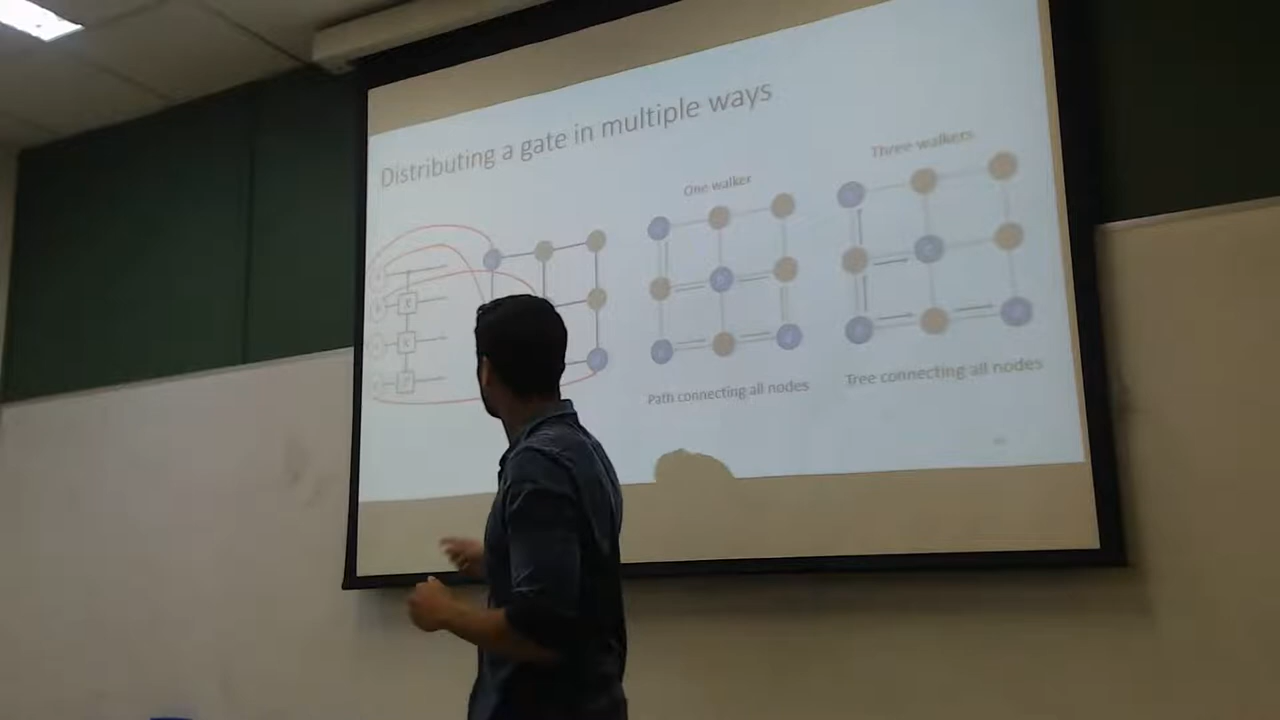 Distributing a gate in multiple ways
One walker
Three walkers
Path connecting all nodes
Tree connecting all nodes